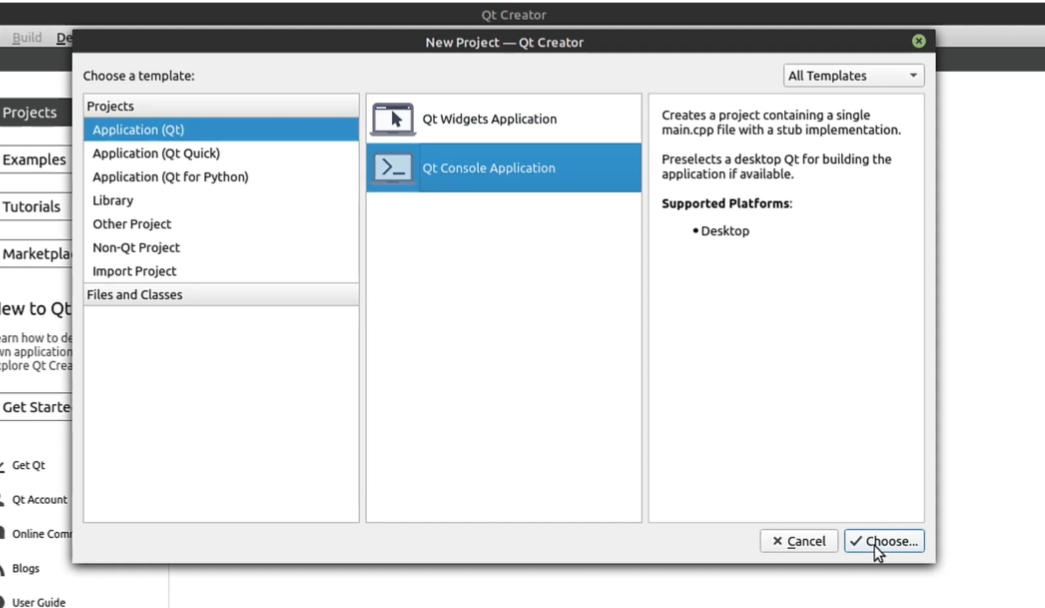 Qt Creator
Build De
New Project — Qt Creator
Choose a template:
All Templates
Projects
Application (Qt)
Application (Qt Quick)
Application (Qt for Python)
Library
Other Project
Non-Qt Project
Import Project
Files and Classes
Qt Widgets Application
Qt Console Application
Creates a project containing a single
main.cpp file with a stub implementation.
Preselects a desktop Qt for building the
application if available.
Supported Platforms:
• Desktop
Cancel
Choose...
Projects
Examples
Tutorials
Marketpla
ew to Qt
arn how to de
wn application
plore Qt Crea
Get Starte
Get Qt
Qt Account
Online Com
Blogs
User Guide